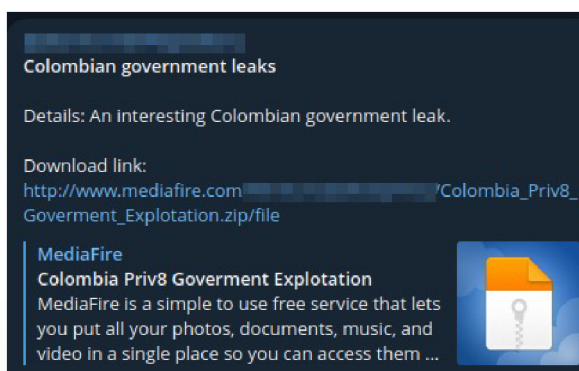 Colombian government leaks
Details: An interesting Colombian government leak.
Download link:
http://www.mediafire.com /Colombia_Priv8_
Goverment_Explotation.zip/file
MediaFire
Colombia Priv8 Goverment Explotation
MediaFire is a simple to use free service that lets
you put all your photos, documents, music, and
video in a single place so you can access them ...